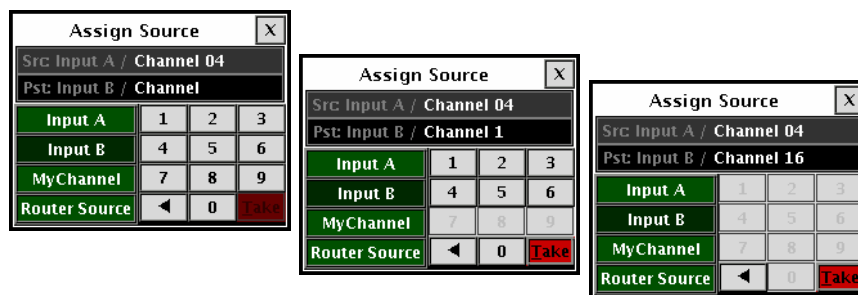 Assign Source X
Src: Input A / Channel 04
Pst: Input B / Channel
Input A 1 2 3
Input B 4 5 6
MyChannel 7 8 9
Router Source ◄ 0 Take
Assign Source X
Src: Input A / Channel 04
Pst: Input B / Channel 1
Input A 1 2 3
Input B 4 5 6
MyChannel 7 8 9
Router Source ◄ 0 Take
Assign Source X
Src: Input A / Channel 04
Pst: Input B / Channel 16
Input A 1 2 3
Input B 4 5 6
MyChannel 7 8 9
Router Source ◄ 0 Take